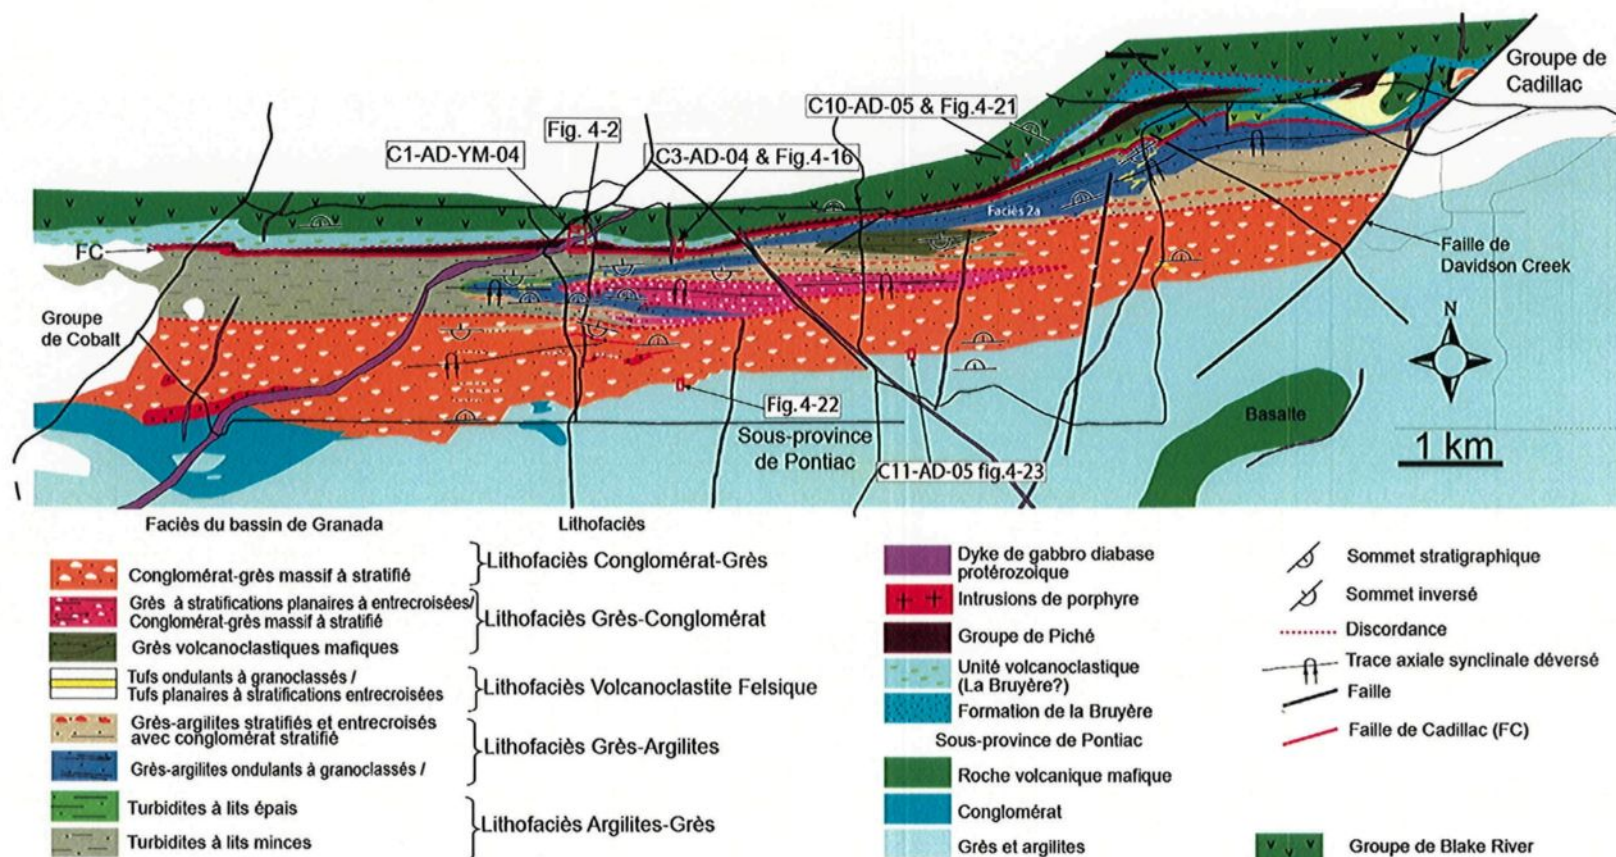 Groupe de
Cadillac
C10-AD-05 & Fig.4-21
Fig. 4-2
C1-AD-YM-04
C3-AD-04 & Fig.4-16
Faciès 2a
FC
Faille de
Davidson Creek
Groupe
de Cobalt
N
Fig.4-22
Basalte
Sous-province
de Pontiac
1 km
C11-AD-05 fig.4-23
Faciès du bassin de Granada
Lithofaciès
Conglomérat-grès massif à stratifié
Lithofaciès Conglomérat-Grès
Grès à stratifications planaires à entrecroisées/
Conglomérat-grès massif à stratifié
Lithofaciès Grès-Conglomérat
Grès volcanoclastiques mafiques
Tufs ondulants à granoclassés /
Tufs planaires à stratifications entrecroisées
Lithofaciès Volcanoclastite Felsique
Grès-argilites stratifiés et entrecroisés
avec conglomérat stratifié
Lithofaciès Grès-Argilites
Grès-argilites ondulants à granoclassés /
Turbidites à lits épais
Lithofaciès Argilites-Grès
Turbidites à lits minces
Dyke de gabbro diabase
protérozoique
Intrusions de porphyre
Groupe de Piché
Unité volcanoclastique
(La Bruyère?)
Formation de la Bruyère
Sous-province de Pontiac
Roche volcanique mafique
Conglomérat
Grès et argilites
Sommet stratigraphique
Sommet inversé
Discordance
Trace axiale synclinale déversé
Faille
Faille de Cadillac (FC)
Groupe de Blake River